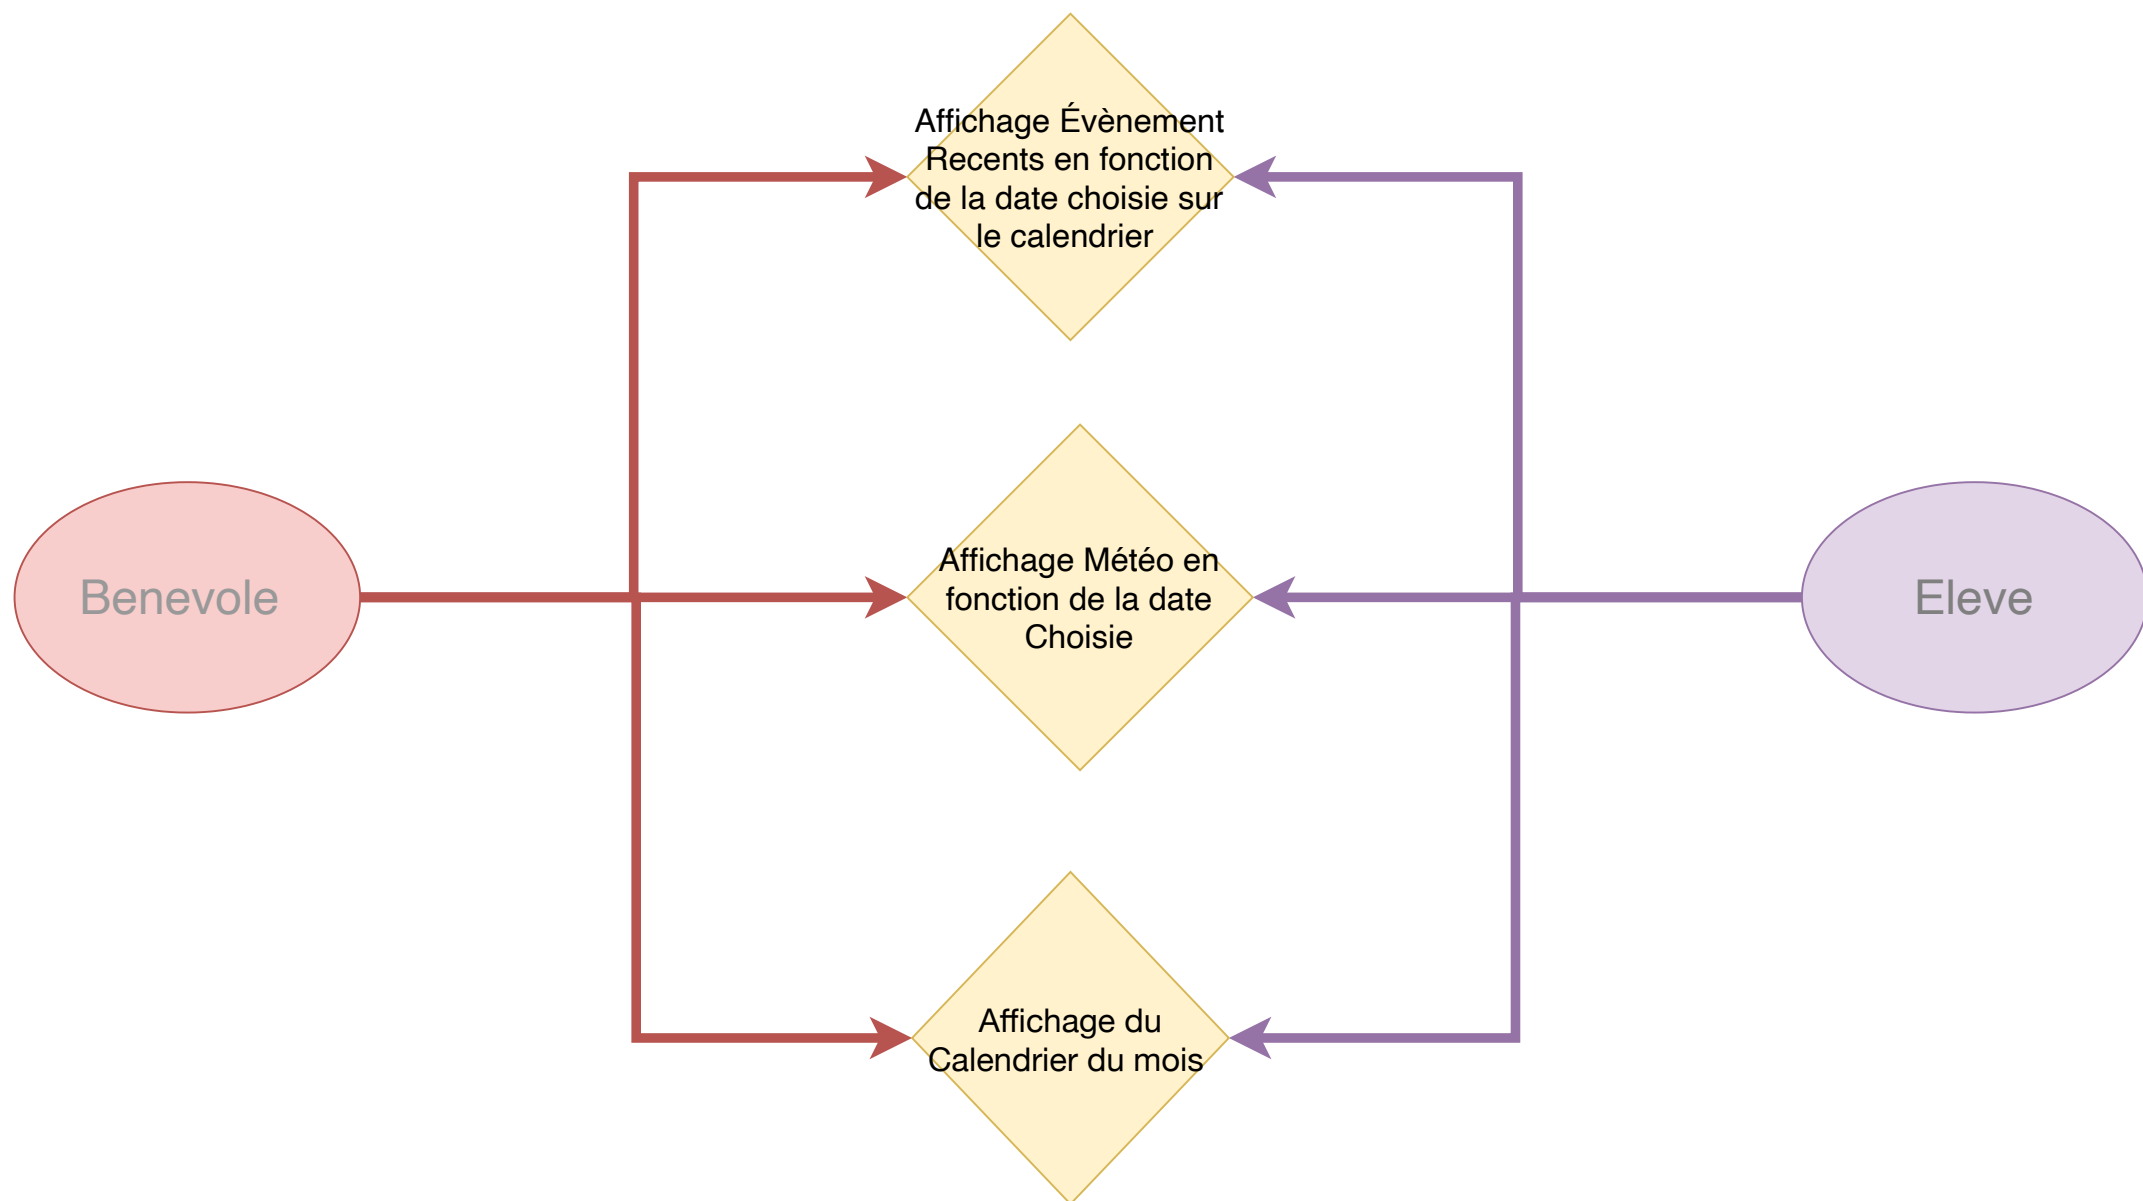 Affichage Évènement
Recents en fonction
de la date choisie sur
le calendrier
Benevole
Affichage Météo en
fonction de la date
Choisie
Eleve
Affichage du
Calendrier du mois